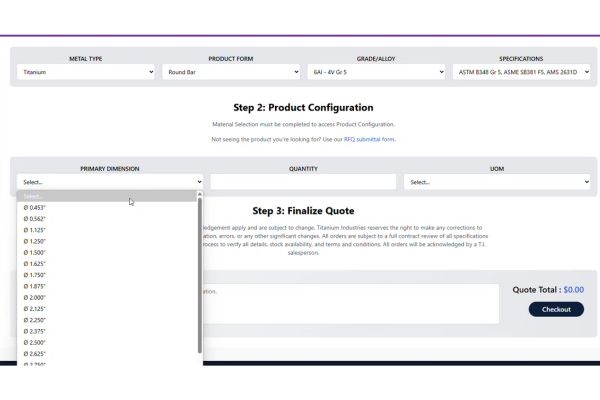 METAL TYPE PRODUCT FORM GRADE/ALLOY SPECIFICATIONS
Titanium Round Bar 6Al - 4V Gr 5 ASTM B348 Gr 5, ASME SB381 F5, AMS 2631D
Step 2: Product Configuration
Material Selection must be completed to access Product Configuration.
Not seeing the product you're looking for? Use our RFQ submittal form.
PRIMARY DIMENSION QUANTITY UOM
Select... Select...
Select...
Ø 0.453"
Ø 0.562"
Ø 1.125"
Ø 1.250"
Ø 1.500"
Ø 1.625"
Ø 1.750"
Ø 1.875"
Ø 2.000"
Ø 2.125"
Ø 2.250"
Ø 2.375"
Ø 2.500"
Ø 2.625"
Ø 2.750"
Step 3: Finalize Quote
ledgement apply and are subject to change. Titanium Industries reserves the right to make any corrections to
ation, errors, or any other significant changes. All orders are subject to a full contract review of all specifications
rocess to verify all details, stock availability, and terms and conditions. All orders will be acknowledged by a T.I.
salesperson.
ation.
Quote Total : $0.00
Checkout